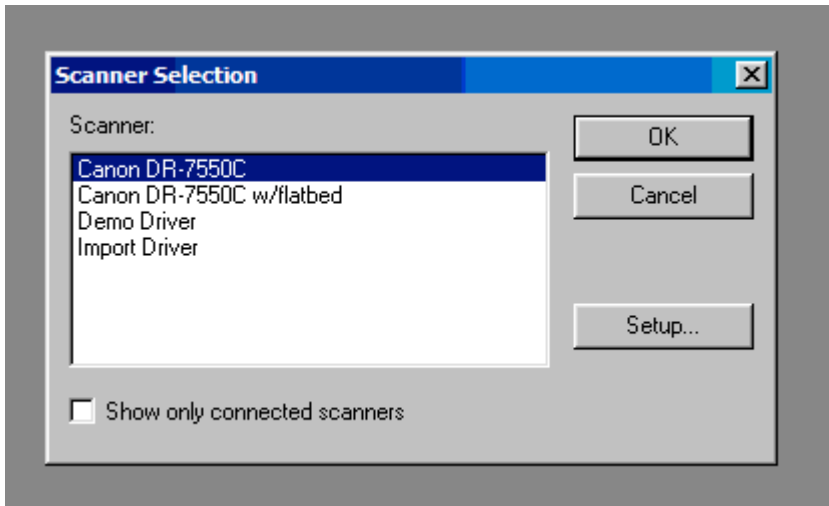 Scanner Selection
Scanner:
OK
Canon DR-7550C
Canon DR-7550C w/flatbed
Cancel
Demo Driver
Import Driver
Setup...
Show only connected scanners